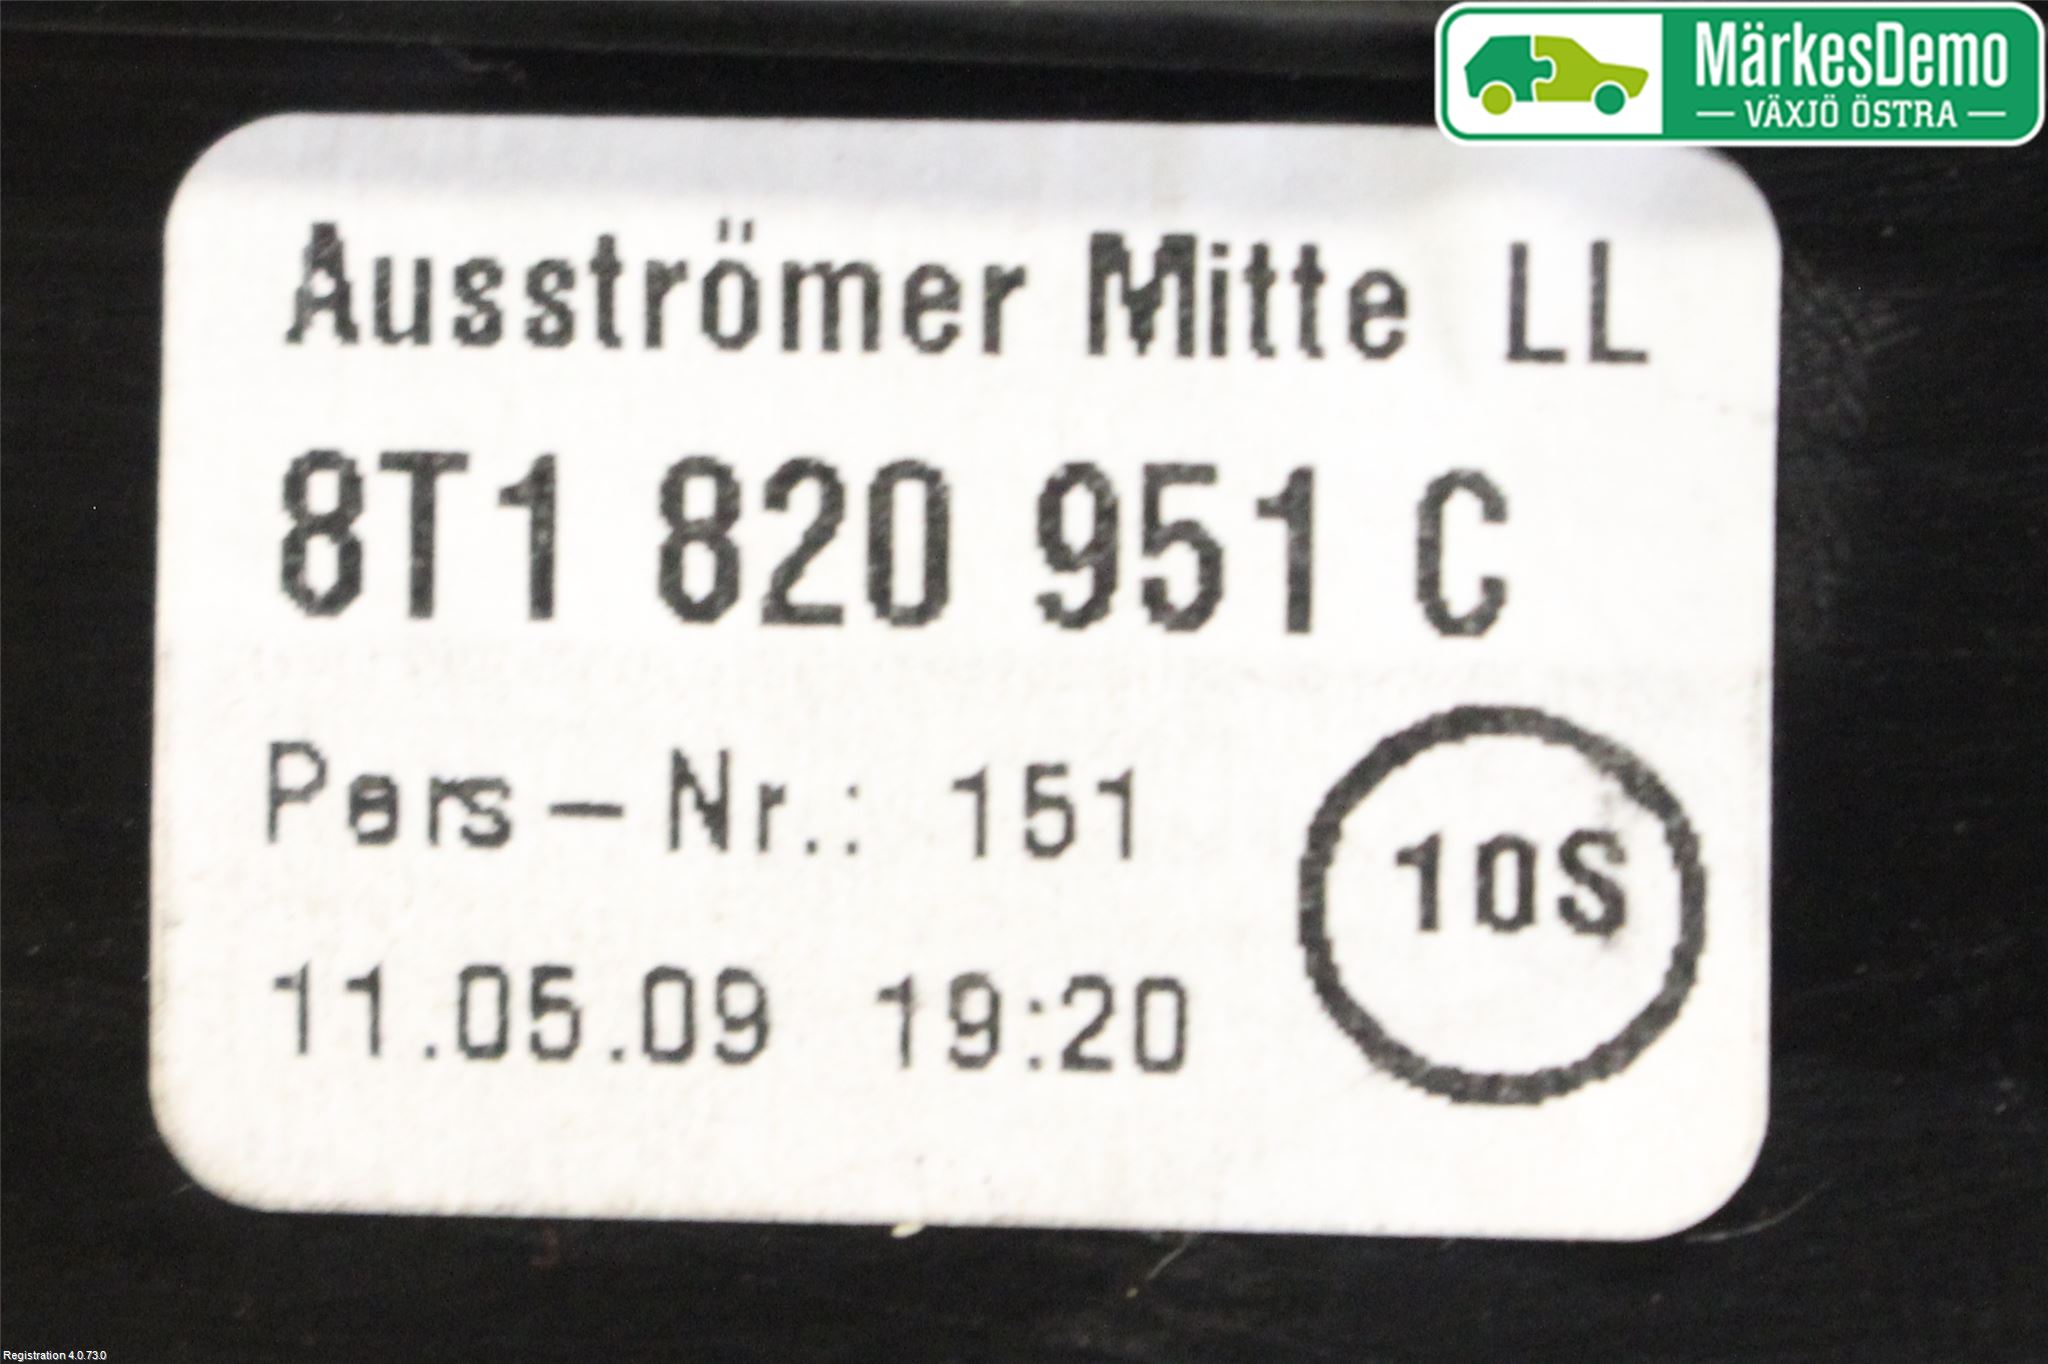 MärkesDemo
VÄXJÖ ÖSTRA
Ausströmer Mitte LL
8T1 820 951 C
Pers-Nr.: 151
10S
11.05.09 19:20
Registration 4.0.73.0